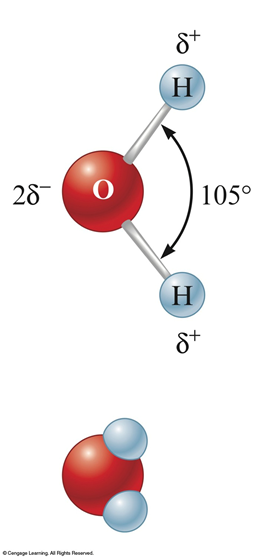 δ+
H
2δ− O 105°
H
δ+
© Cengage Learning. All Rights Reserved.